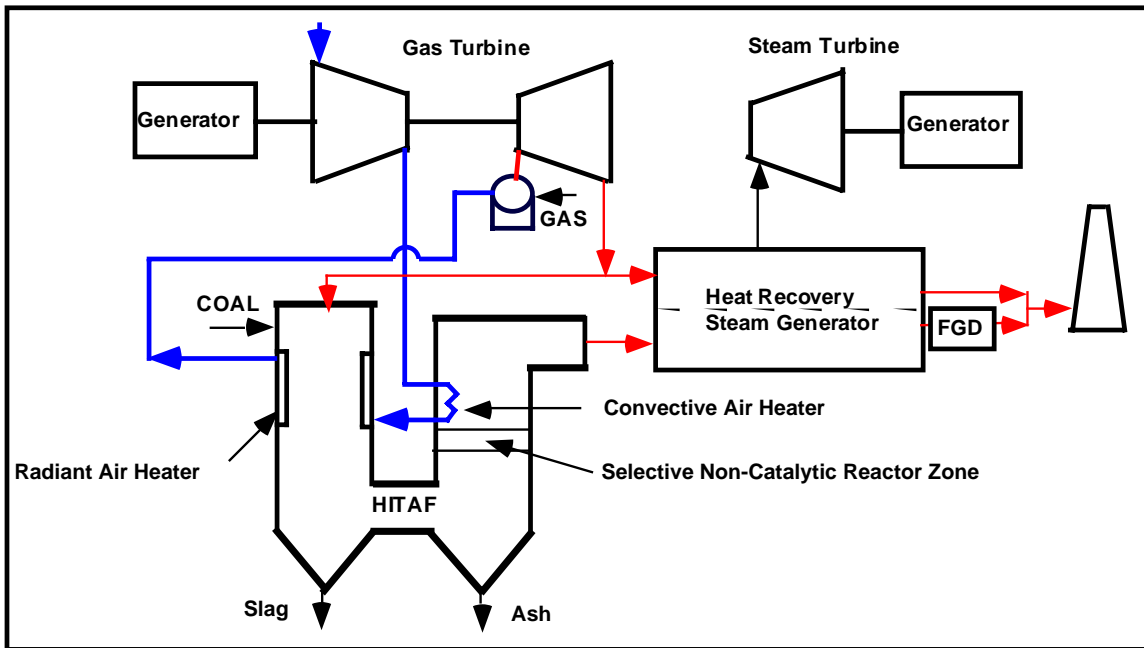 Gas Turbine
Steam Turbine
Generator
Generator
GAS
COAL
Heat Recovery
Steam Generator
FGD
Convective Air Heater
Radiant Air Heater
Selective Non-Catalytic Reactor Zone
HITAF
Slag
Ash